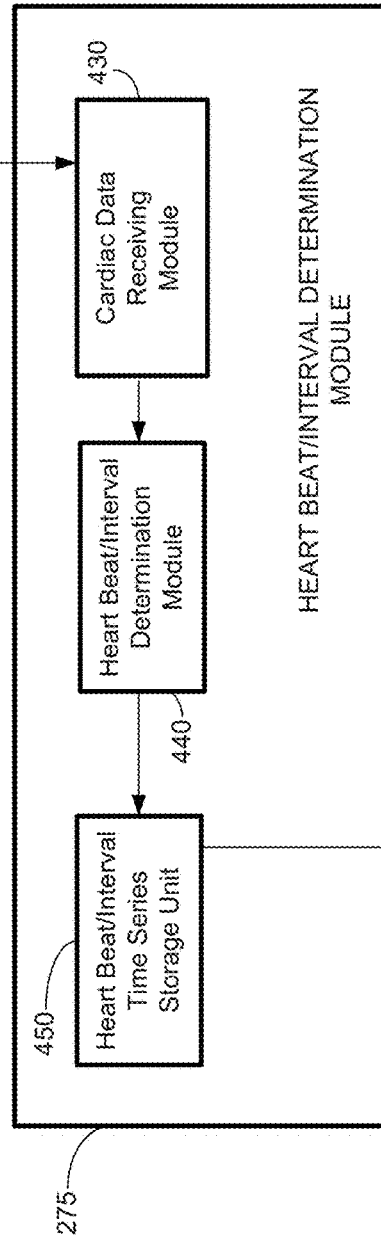 275
450
Heart Beat/Interval
Time Series
Storage Unit
440
Heart Beat/Interval
Determination
Module
430
Cardiac Data
Receiving
Module
HEART BEAT/INTERVAL DETERMINATION
MODULE